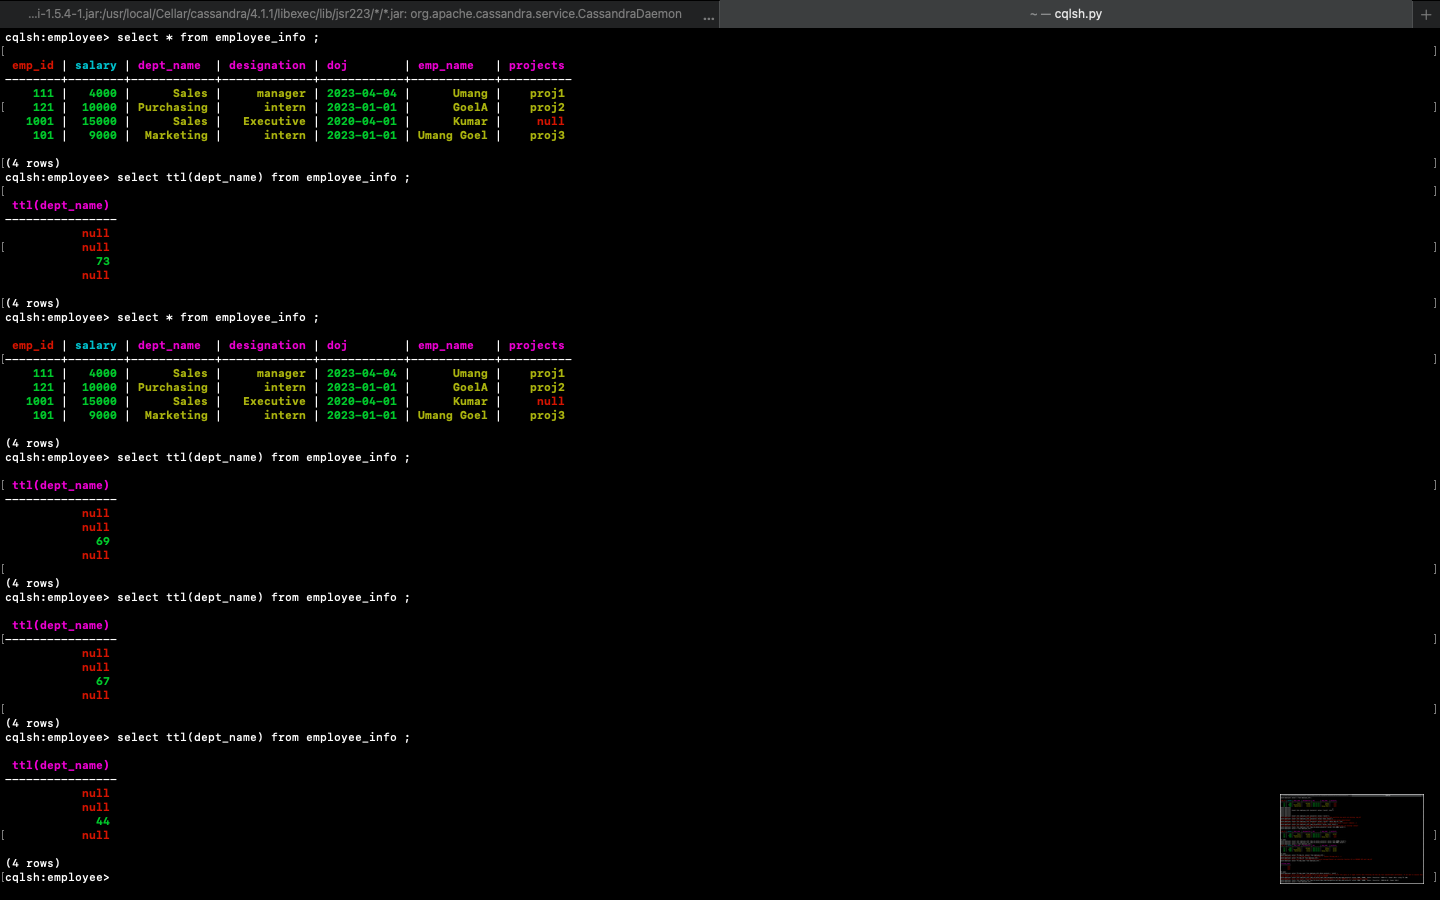 ...i-1.5.4-1.jar:/usr/local/Cellar/cassandra/4.1.1/libexec/lib/jsr223/*/*.jar: org.apache.cassandra.service.CassandraDaemon ... ~ — cqlsh.py +
cqlsh:employee> select * from employee_info ;
emp_id | salary | dept_name | designation | doj | emp_name | projects
--------+--------+------------+-------------+------------+------------+----------
111 | 4000 | Sales | manager | 2023-04-04 | Umang | proj1
121 | 10000 | Purchasing | intern | 2023-01-01 | GoelA | proj2
1001 | 15000 | Sales | Executive | 2020-04-01 | Kumar | null
101 | 9000 | Marketing | intern | 2023-01-01 | Umang Goel | proj3
(4 rows)
cqlsh:employee> select ttl(dept_name) from employee_info ;
ttl(dept_name)
----------------
null
null
73
null
(4 rows)
cqlsh:employee> select * from employee_info ;
emp_id | salary | dept_name | designation | doj | emp_name | projects
--------+--------+------------+-------------+------------+------------+----------
111 | 4000 | Sales | manager | 2023-04-04 | Umang | proj1
121 | 10000 | Purchasing | intern | 2023-01-01 | GoelA | proj2
1001 | 15000 | Sales | Executive | 2020-04-01 | Kumar | null
101 | 9000 | Marketing | intern | 2023-01-01 | Umang Goel | proj3
(4 rows)
cqlsh:employee> select ttl(dept_name) from employee_info ;
ttl(dept_name)
----------------
null
null
69
null
(4 rows)
cqlsh:employee> select ttl(dept_name) from employee_info ;
ttl(dept_name)
----------------
null
null
67
null
(4 rows)
cqlsh:employee> select ttl(dept_name) from employee_info ;
ttl(dept_name)
----------------
null
null
44
null
(4 rows)
cqlsh:employee>